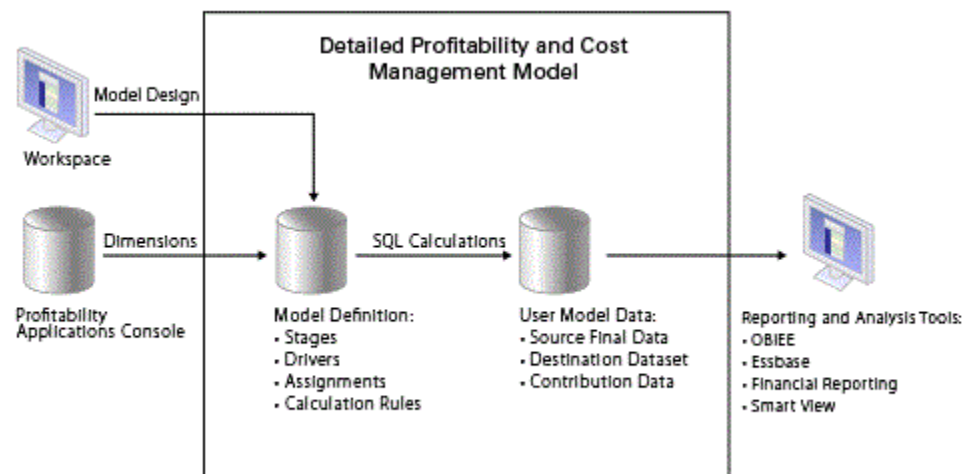 Detailed Profitability and Cost
Management Model
Model Design
Workspace
Dimensions
SQL Calculations
Profitability
Applications Console
Model Definition:
• Stages
• Drivers
• Assignments
• Calculation Rules
User Model Data:
• Source Final Data
• Destination Dataset
• Contribution Data
Reporting and Analysis Tools:
• OBIEE
• Essbase
• Financial Reporting
• Smart View